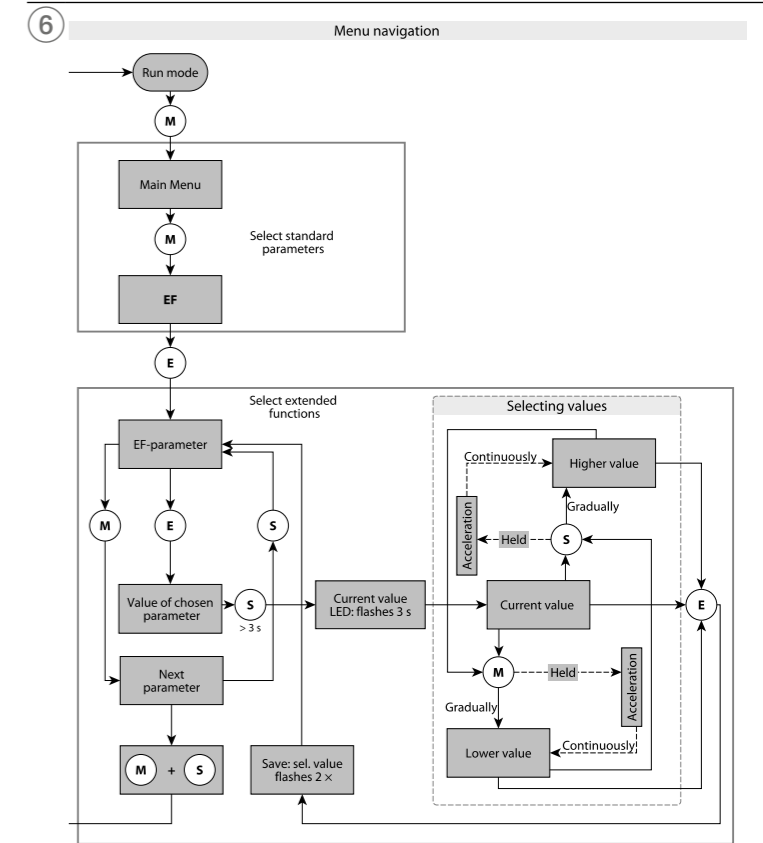 6
Menu navigation
Run mode
M
Main Menu
M
Select standard
parameters
EF
E
Select extended
functions
Selecting values
EF-parameter
Continuously
Higher value
Gradually
Acceleration
M
E
S
Held
S
Value of chosen
parameter
S
> 3 s
Current value
LED: flashes 3 s
Current value
E
Next
parameter
M
Held
Acceleration
Gradually
M + S
Save: sel. value
flashes 2 ×
Lower value
Continuously